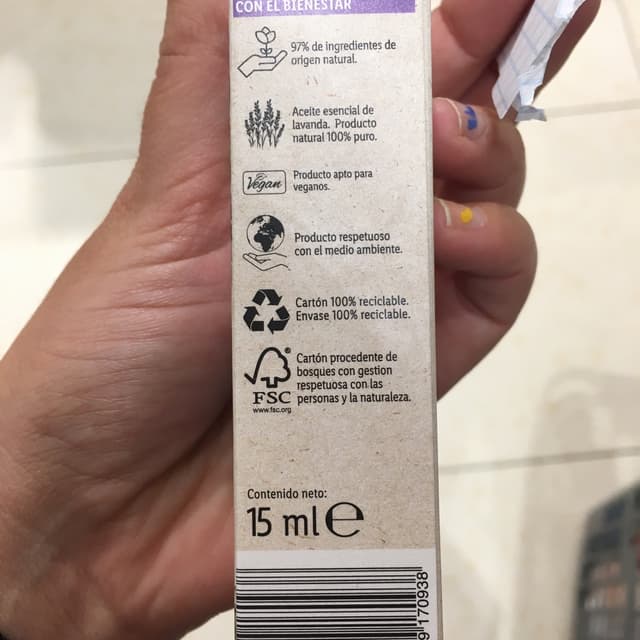 CON EL BIENESTAR
97% de ingredientes de
origen natural.
Aceite esencial de
lavanda. Producto
natural 100% puro.
Vegan
Producto apto para
veganos.
Producto respetuoso
con el medio ambiente.
Cartón 100% reciclable.
Envase 100% reciclable.
Cartón procedente de
bosques con gestion
respetuosa con las
personas y la naturaleza.
FSC
www.fsc.org
Contenido neto:
15 ml e
9 170938